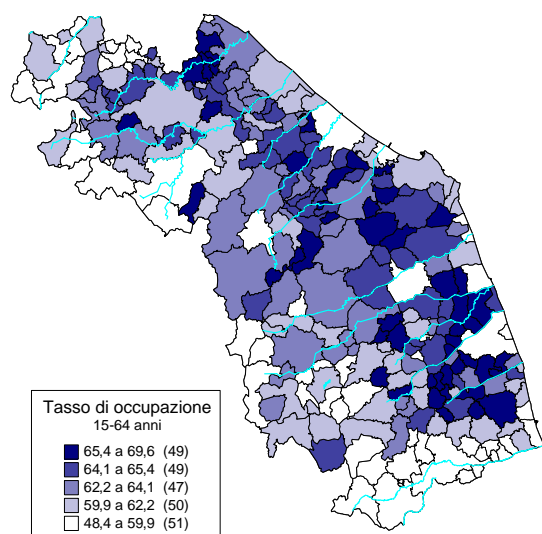 Tasso di occupazione
15-64 anni
65,4 a 69,6 (49)
64,1 a 65,4 (49)
62,2 a 64,1 (47)
59,9 a 62,2 (50)
48,4 a 59,9 (51)